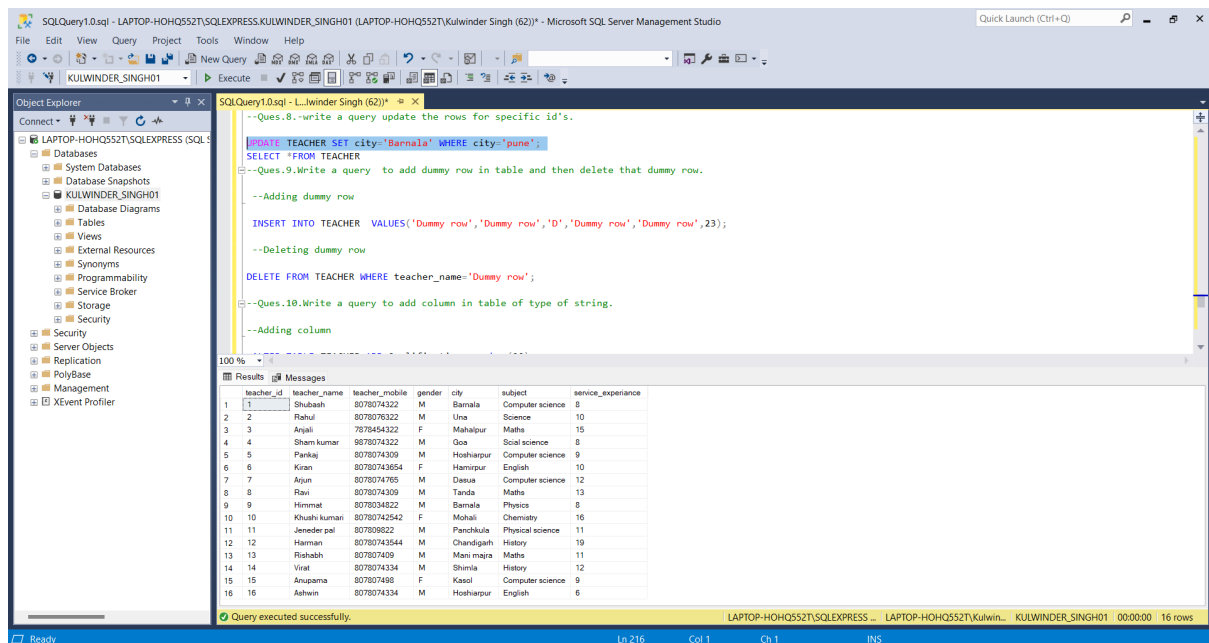 SQLQuery1.0.sql - LAPTOP-HOHQ552T\SQLEXPRESS.KULWINDER_SINGH01 (LAPTOP-HOHQ552T\Kulwinder Singh (62))* - Microsoft SQL Server Management Studio
Quick Launch (Ctrl+Q)
File Edit View Query Project Tools Window Help
New Query
KULWINDER_SINGH01 Execute
Object Explorer
Connect
LAPTOP-HOHQ552T\SQLEXPRESS (SQL S
Databases
System Databases
Database Snapshots
KULWINDER_SINGH01
Database Diagrams
Tables
Views
External Resources
Synonyms
Programmability
Service Broker
Storage
Security
Security
Server Objects
Replication
PolyBase
Management
XEvent Profiler
SQLQuery1.0.sql - L...lwinder Singh (62))*
--Ques.8.-write a query update the rows for specific id's.
UPDATE TEACHER SET city='Barnala' WHERE city='pune';
SELECT *FROM TEACHER
--Ques.9.Write a query to add dummy row in table and then delete that dummy row.
--Adding dummy row
INSERT INTO TEACHER VALUES('Dummy row','Dummy row','D','Dummy row','Dummy row',23);
--Deleting dummy row
DELETE FROM TEACHER WHERE teacher_name='Dummy row';
--Ques.10.Write a query to add column in table of type of string.
--Adding column
100 %
Results Messages
teacher_id teacher_name teacher_mobile gender city subject service_experiance
1 1 Shubash 8078074322 M Barnala Computer science 8
2 2 Rahul 8078076322 M Una Science 10
3 3 Anjali 7878454322 F Mahalpur Maths 15
4 4 Sham kumar 9878074322 M Goa Scial science 8
5 5 Pankaj 8078074309 M Hoshiarpur Computer science 9
6 6 Kiran 80780743654 F Hamirpur English 10
7 7 Arjun 8078074765 M Dasua Computer science 12
8 8 Ravi 8078074309 M Tanda Maths 13
9 9 Himmat 8078034822 M Barnala Physics 8
10 10 Khushi kumari 80780742542 F Mohali Chemistry 16
11 11 Jeneder pal 807809822 M Panchkula Physical science 11
12 12 Harman 80780743544 M Chandigarh History 19
13 13 Rishabh 807807409 M Mani majra Maths 11
14 14 Virat 8078074334 M Shimla History 12
15 15 Anupama 807807498 F Kasol Computer science 9
16 16 Ashwin 8078074334 M Hoshiarpur English 6
Query executed successfully.
LAPTOP-HOHQ552T\SQLEXPRESS ... LAPTOP-HOHQ552T\Kulwin... KULWINDER_SINGH01 00:00:00 16 rows
Ready Ln 216 Col 1 Ch 1 INS